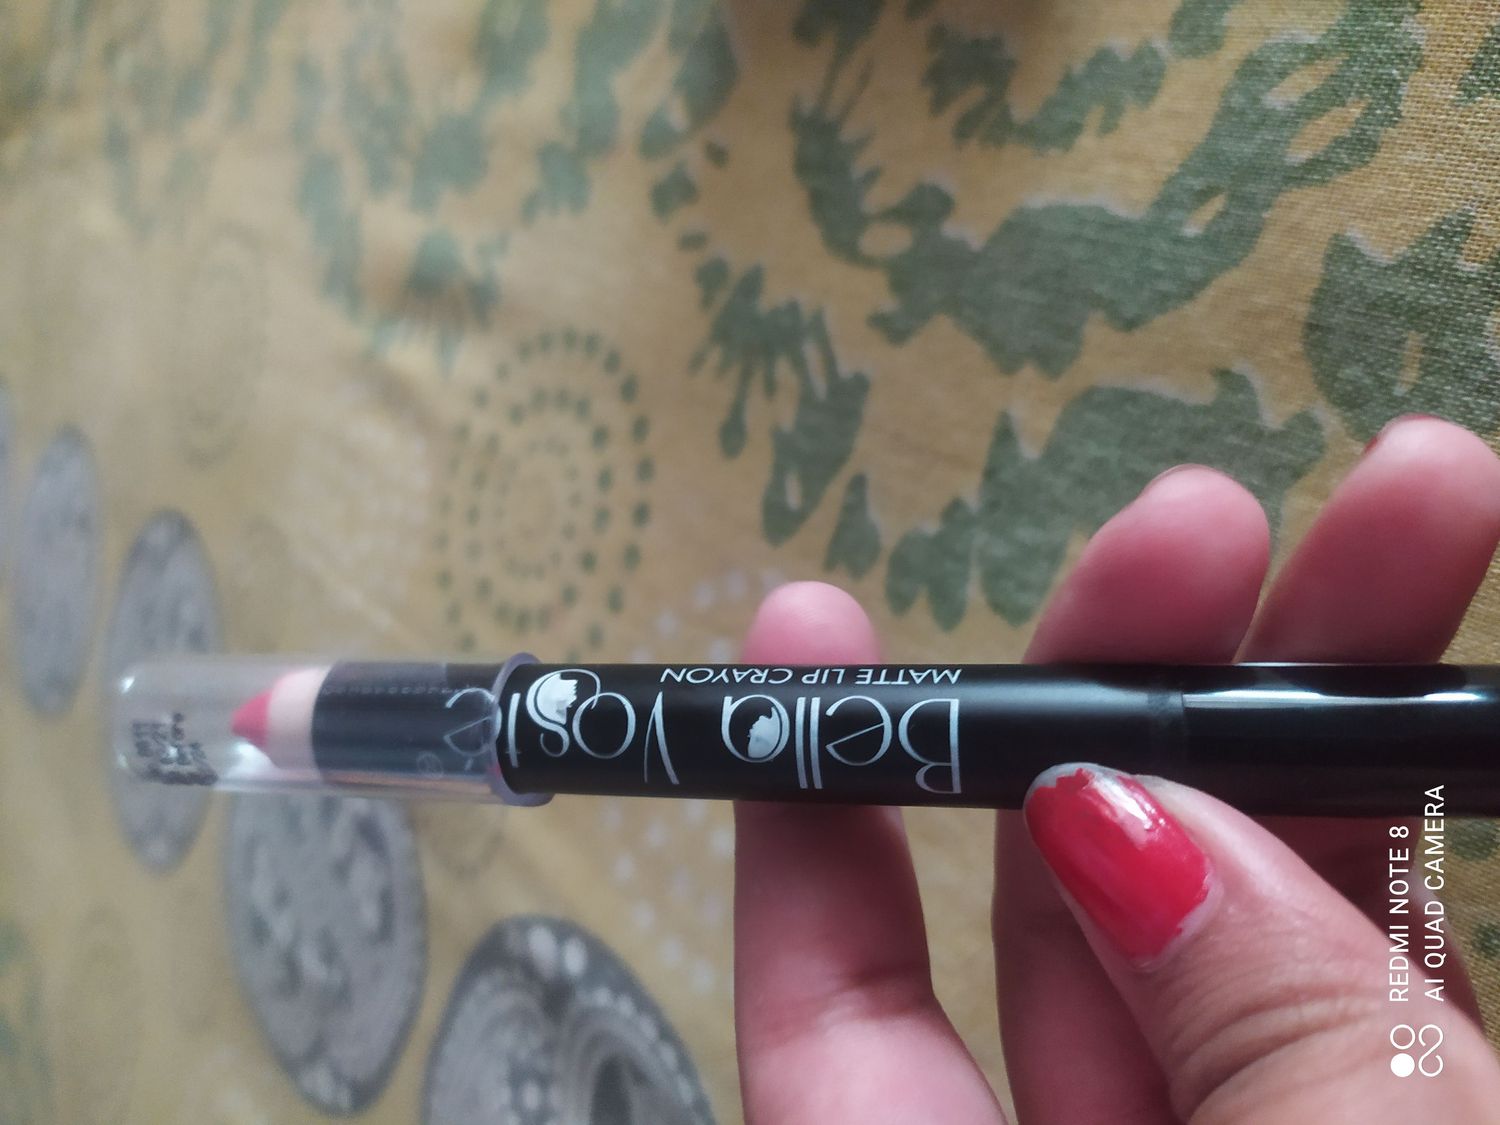 Bella Voste
MATTE LIP CRAYON
REDMI NOTE 8
AI QUAD CAMERA